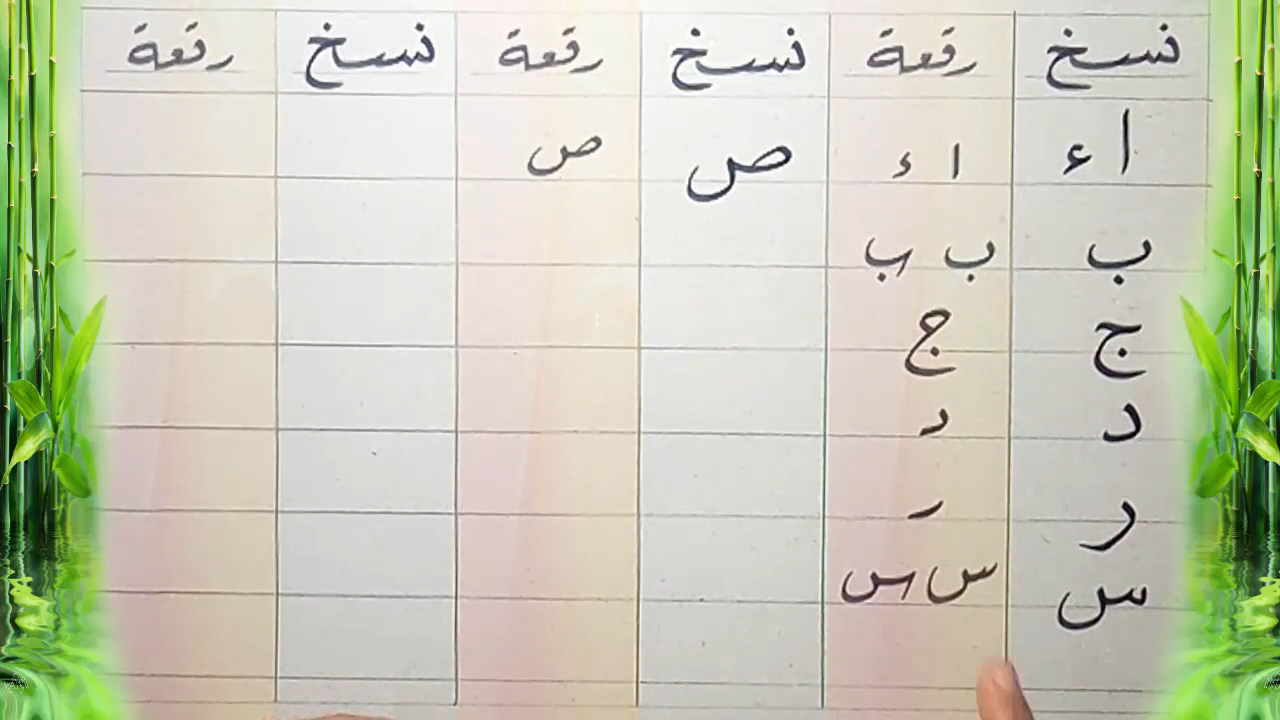 نسخ رقعة نسخ رقعة نسخ رقعة
ا ء ا ء ص ص
ب ب ب
ج ج
د د
ر ر
س س س